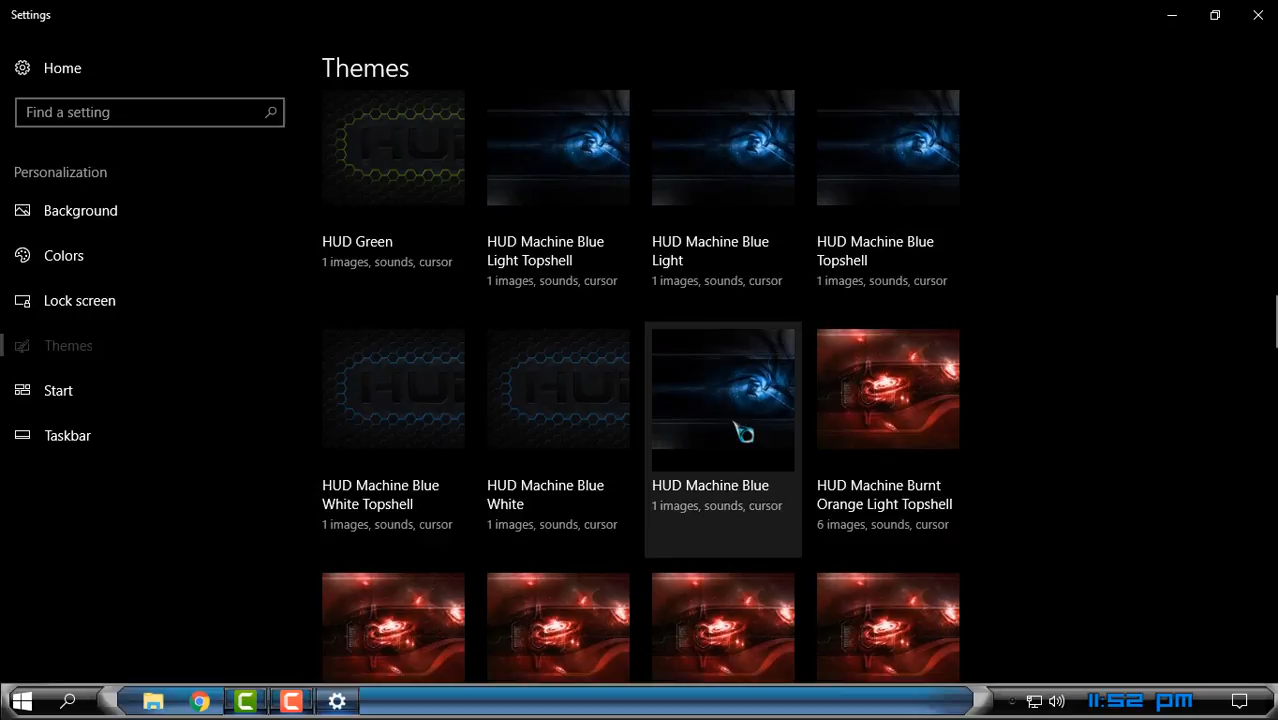 Settings
Home
Find a setting
Personalization
Background
Colors
Lock screen
Themes
Start
Taskbar
Themes
HUD
HUD Green
1 images, sounds, cursor
HUD Machine Blue
Light Topshell
1 images, sounds, cursor
HUD Machine Blue
Light
1 images, sounds, cursor
HUD Machine Blue
Topshell
1 images, sounds, cursor
HUD
HUD Machine Blue
White Topshell
1 images, sounds, cursor
HUD
HUD Machine Blue
White
1 images, sounds, cursor
HUD Machine Blue
1 images, sounds, cursor
HUD Machine Burnt
Orange Light Topshell
6 images, sounds, cursor
11:52 pm